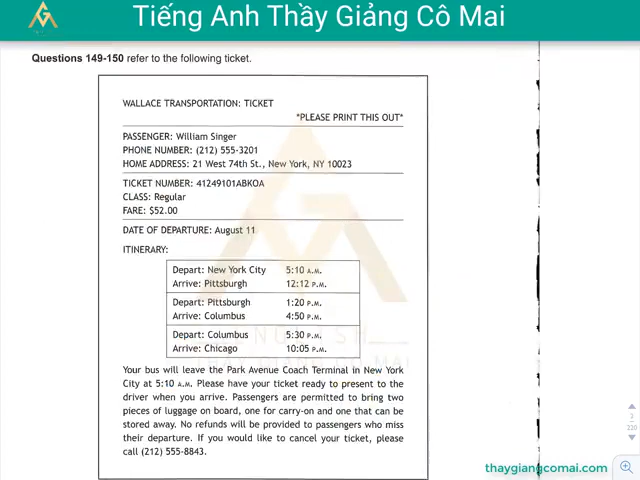 Tiếng Anh Thầy Giảng Cô Mai
Questions 149-150 refer to the following ticket.
WALLACE TRANSPORTATION: TICKET
*PLEASE PRINT THIS OUT*
PASSENGER: William Singer
PHONE NUMBER: (212) 555-3201
HOME ADDRESS: 21 West 74th St., New York, NY 10023
TICKET NUMBER: 41249101ABKOA
CLASS: Regular
FARE: $52.00
DATE OF DEPARTURE: August 11
ITINERARY:
Depart: New York City 5:10 A.M.
Arrive: Pittsburgh 12:12 P.M.
Depart: Pittsburgh 1:20 P.M.
Arrive: Columbus 4:50 P.M.
Depart: Columbus 5:30 P.M.
Arrive: Chicago 10:05 P.M.
THẦY GIẢNG CÔ MAI
Your bus will leave the Park Avenue Coach Terminal in New York
City at 5:10 A.M. Please have your ticket ready to present to the
driver when you arrive. Passengers are permitted to bring two
pieces of luggage on board, one for carry-on and one that can be
stored away. No refunds will be provided to passengers who miss
their departure. If you would like to cancel your ticket, please
call (212) 555-8843.
220
thaygiangcomai.com